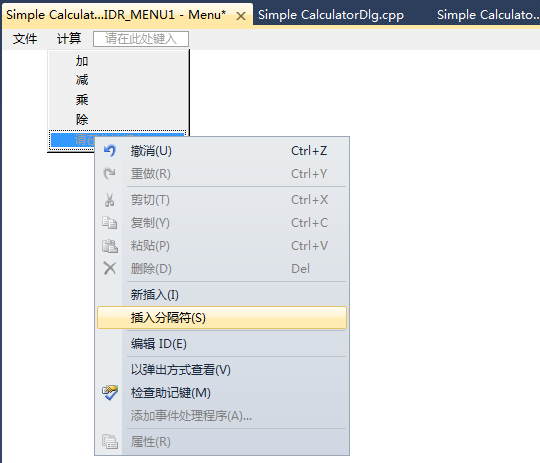 Simple Calculat...IDR_MENU1 - Menu* Simple CalculatorDlg.cpp Simple Calculato...
文件 计算 请在此处键入
加
减
乘
除
请在
撤消(U) Ctrl+Z
重做(R) Ctrl+Y
剪切(T) Ctrl+X
复制(Y) Ctrl+C
粘贴(P) Ctrl+V
删除(D) Del
新插入(I)
插入分隔符(S)
编辑 ID(E)
以弹出方式查看(V)
检查助记键(M)
添加事件处理程序(A)...
属性(R)